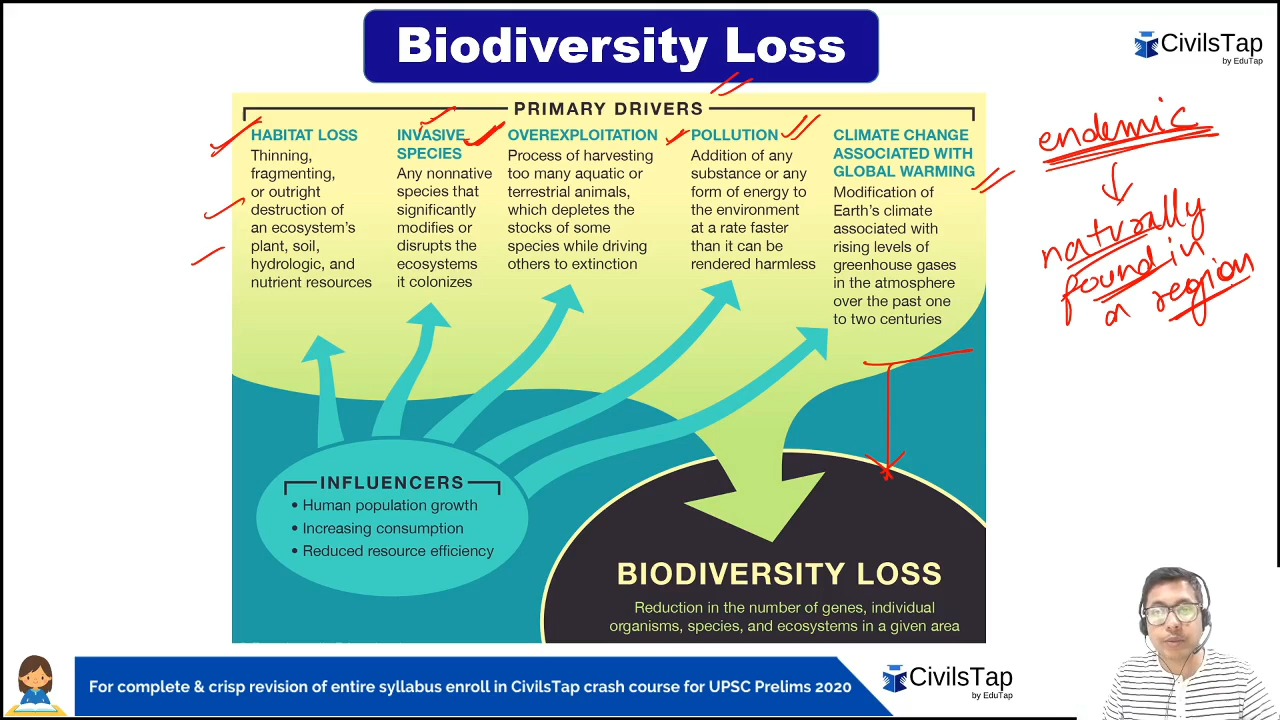 Biodiversity Loss
CivilsTap
by EduTap
PRIMARY DRIVERS
HABITAT LOSS
Thinning,
fragmenting,
or outright
destruction of
an ecosystem's
plant, soil,
hydrologic, and
nutrient resources
INVASIVE
SPECIES
Any nonnative
species that
significantly
modifies or
disrupts the
ecosystems
it colonizes
OVEREXPLOITATION
Process of harvesting
too many aquatic or
terrestrial animals,
which depletes the
stocks of some
species while driving
others to extinction
POLLUTION
Addition of any
substance or any
form of energy to
the environment
at a rate faster
than it can be
rendered harmless
CLIMATE CHANGE
ASSOCIATED WITH
GLOBAL WARMING
Modification of
Earth's climate
associated with
rising levels of
greenhouse gases
in the atmosphere
over the past one
to two centuries
endemic
naturally
found in
a region
INFLUENCERS
• Human population growth
• Increasing consumption
• Reduced resource efficiency
BIODIVERSITY LOSS
Reduction in the number of genes, individual
organisms, species, and ecosystems in a given area
For complete & crisp revision of entire syllabus enroll in CivilsTap crash course for UPSC Prelims 2020
CivilsTap
by EduTap